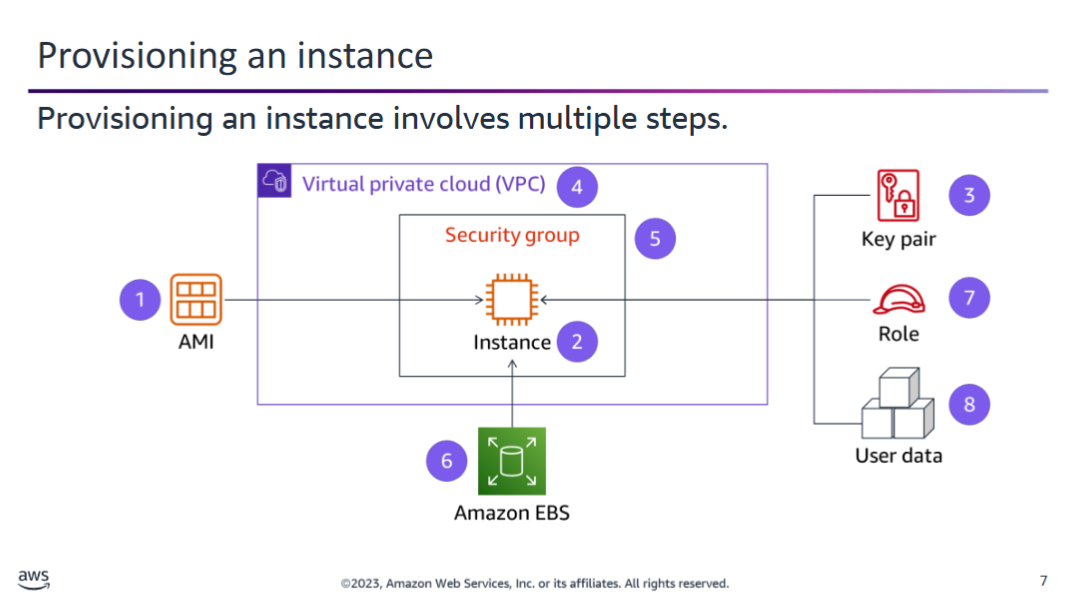 Provisioning an instance
Provisioning an instance involves multiple steps.
Virtual private cloud (VPC) 4
Security group 5
1
AMI
Instance 2
3
Key pair
7
Role
8
User data
6
Amazon EBS
aws
©2023, Amazon Web Services, Inc. or its affiliates. All rights reserved.
7